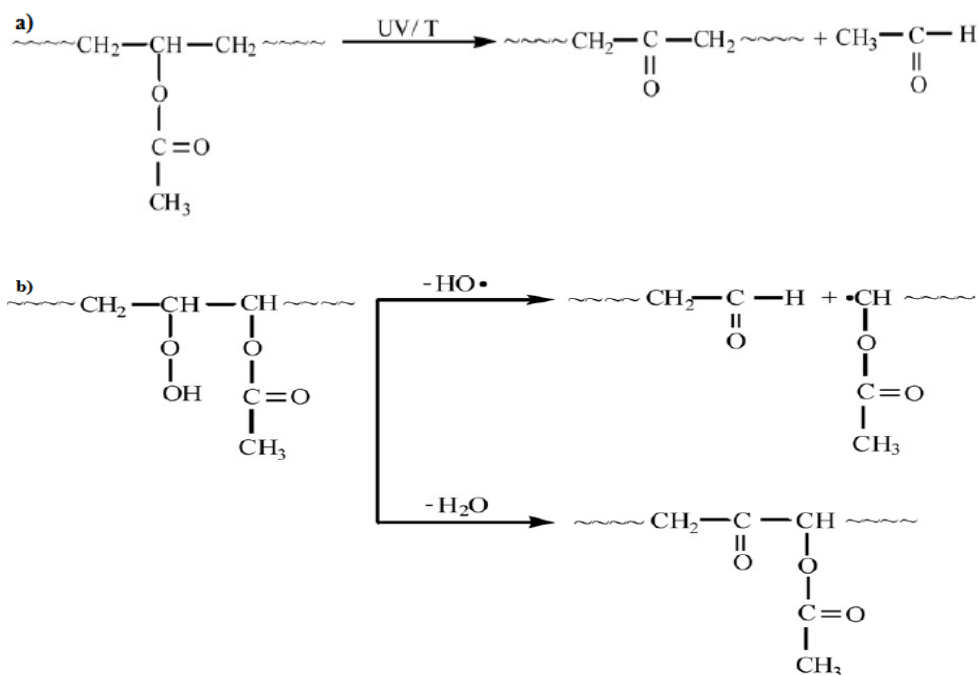 a)
~~~~~CH₂—CH—CH₂~~~~~ UV/ T ~~~~~CH₂—C—CH₂~~~~~ + CH₃—C—H
O
O
O
C=O
CH₃
b)
-HO•
~~~~~CH₂—CH—CH~~~~~ ~~~~~CH₂—C—H + •CH~~~~~
O
O
O
O
OH
C=O
C=O
CH₃
CH₃
-H₂O
~~~~~CH₂—C—CH~~~~~
O
O
C=O
CH₃